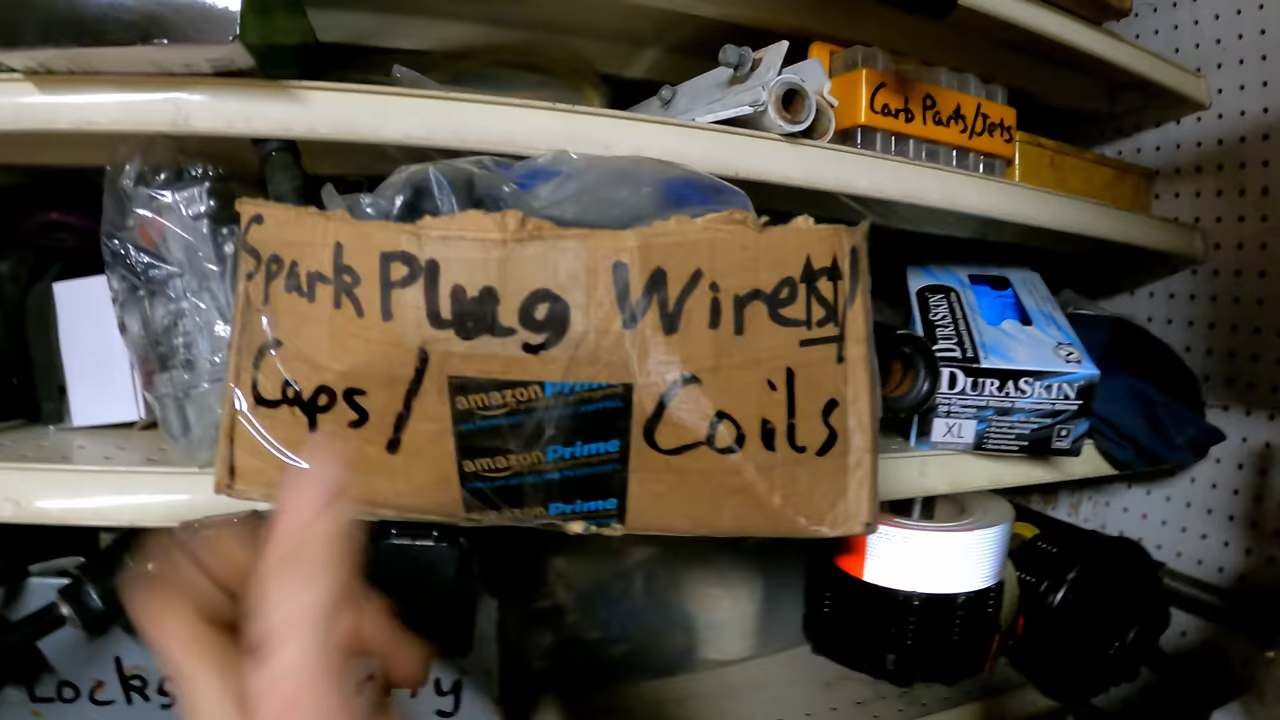 Carb Parts/Jets
Spark Plug Wires/
Caps/ Coils
amazon Prime
amazon Prime
amazon Prime
DURASKIN
DURASKIN
XL
Locks